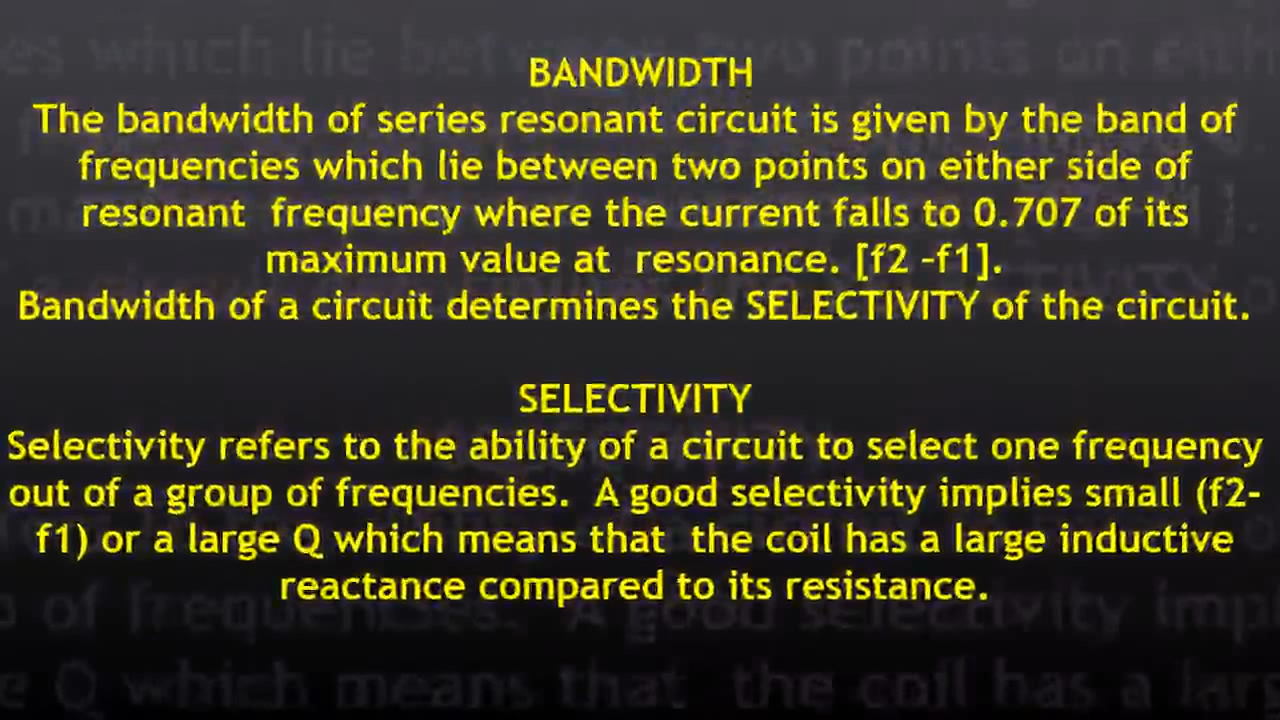 BANDWIDTH
The bandwidth of series resonant circuit is given by the band of
frequencies which lie between two points on either side of
resonant  frequency where the current falls to 0.707 of its
maximum value at  resonance. [f2 -f1].
Bandwidth of a circuit determines the SELECTIVITY of the circuit.
SELECTIVITY
Selectivity refers to the ability of a circuit to select one frequency
out of a group of frequencies.  A good selectivity implies small (f2-
f1) or a large Q which means that  the coil has a large inductive
reactance compared to its resistance.